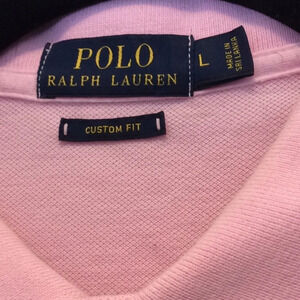 POLO
RALPH LAUREN
L
MADE IN
SRI LANKA
CUSTOM FIT